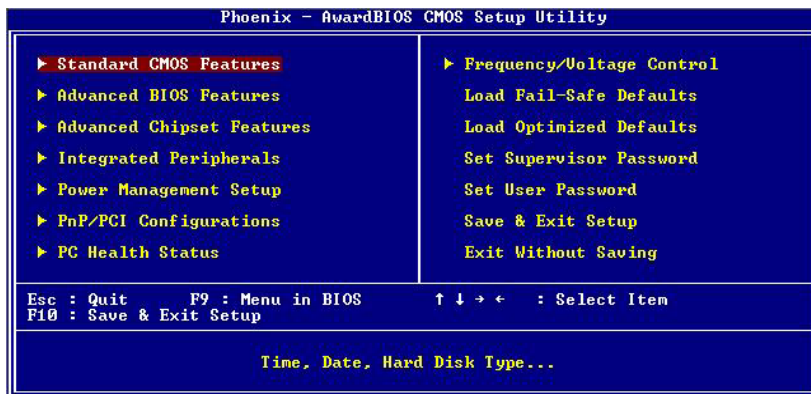 Phoenix - AwardBIOS CMOS Setup Utility
▶ Standard CMOS Features
▶ Advanced BIOS Features
▶ Advanced Chipset Features
▶ Integrated Peripherals
▶ Power Management Setup
▶ PnP/PCI Configurations
▶ PC Health Status
▶ Frequency/Voltage Control
Load Fail-Safe Defaults
Load Optimized Defaults
Set Supervisor Password
Set User Password
Save & Exit Setup
Exit Without Saving
Esc : Quit F9 : Menu in BIOS ↑ ↓ → ← : Select Item
F10 : Save & Exit Setup
Time, Date, Hard Disk Type...